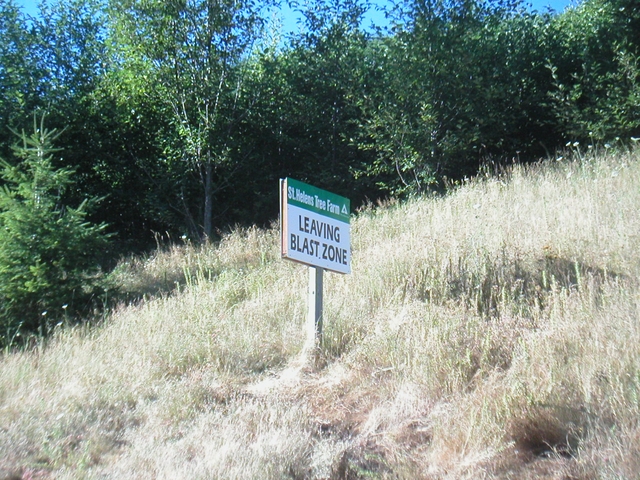 St. Helens Tree Farm
LEAVING
BLAST ZONE